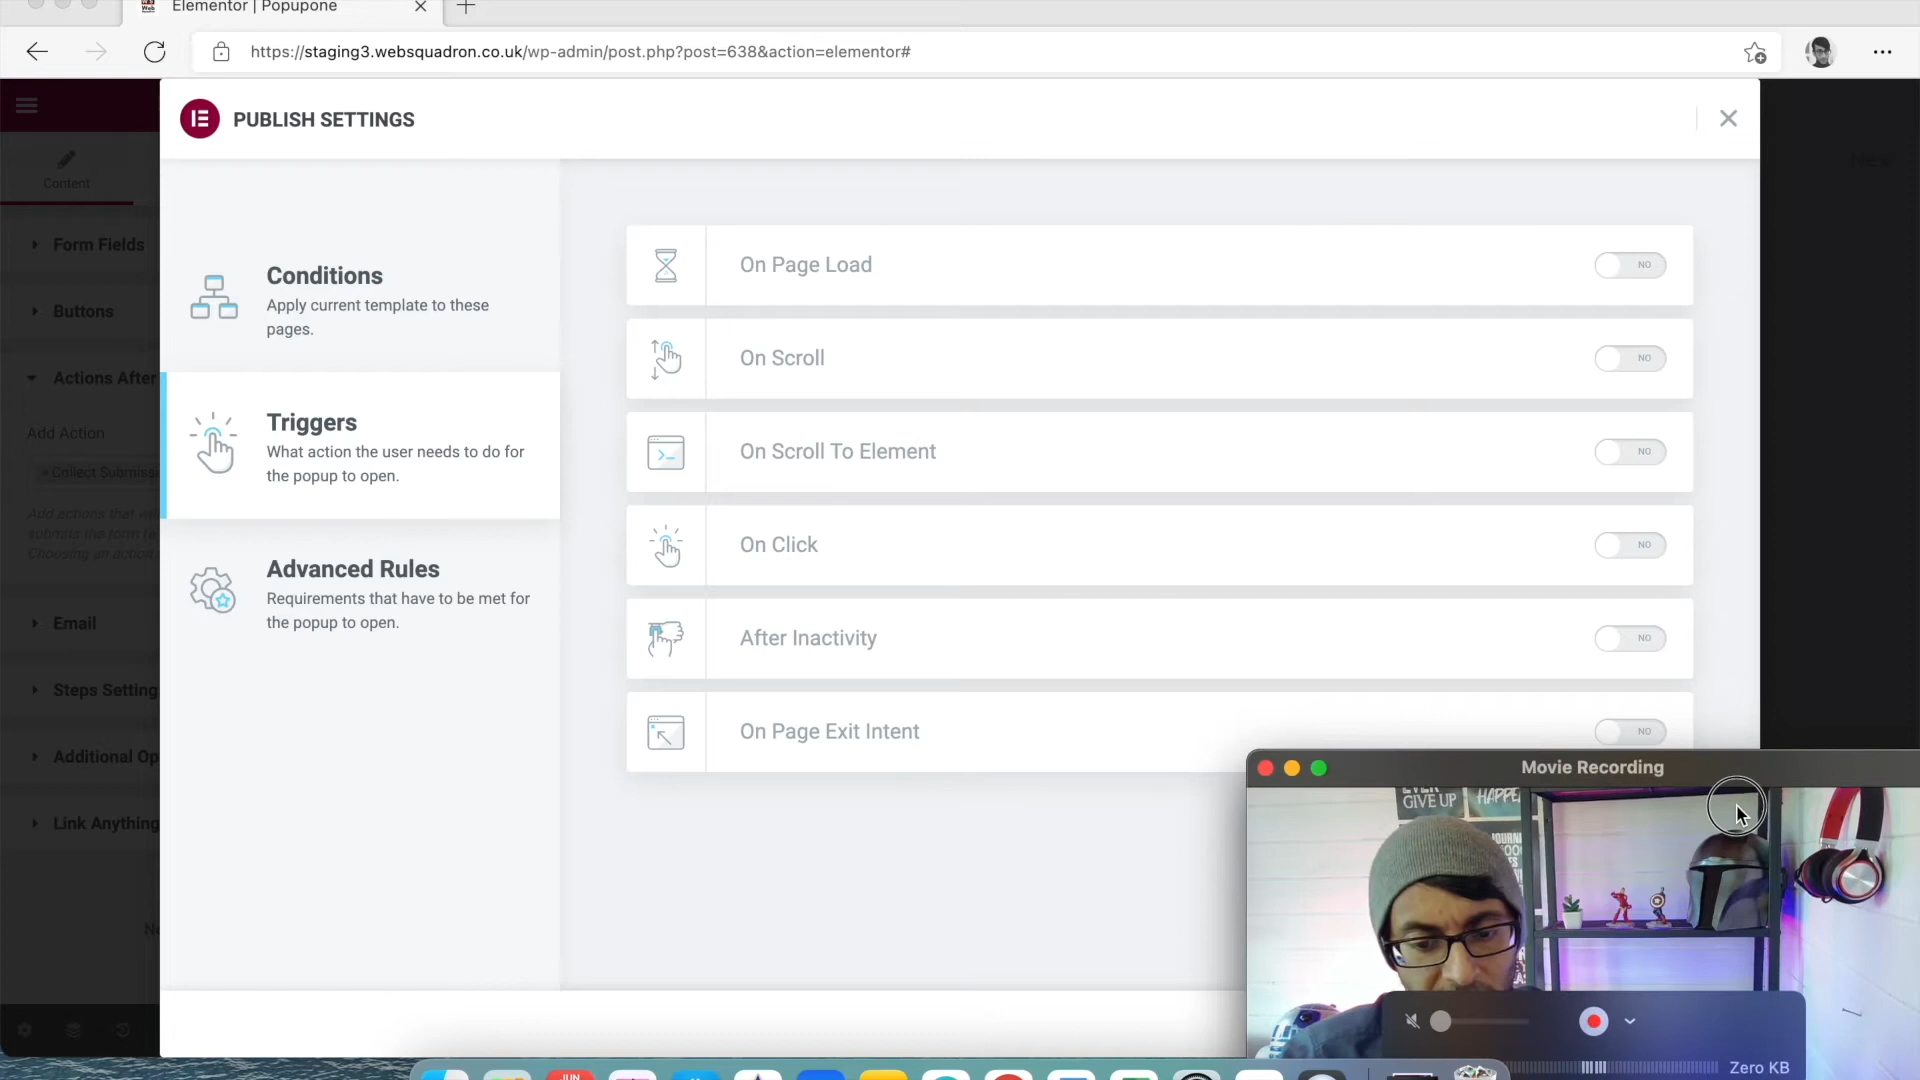 Elementor | Popupone
https://staging3.websquadron.co.uk/wp-admin/post.php?post=638&action=elementor#
PUBLISH SETTINGS
Content
Form Fields
Buttons
Actions After
Add Action
× Collect Submiss
Add actions that wi
submits the form (e
Choosing an action
Email
Steps Setting
Additional Op
Link Anything
Conditions
Apply current template to these
pages.
Triggers
What action the user needs to do for
the popup to open.
Advanced Rules
Requirements that have to be met for
the popup to open.
On Page Load
NO
On Scroll
NO
On Scroll To Element
NO
On Click
NO
After Inactivity
NO
On Page Exit Intent
NO
Movie Recording
GIVE UP
HAPPE
JOURN
Zero KB
JUN